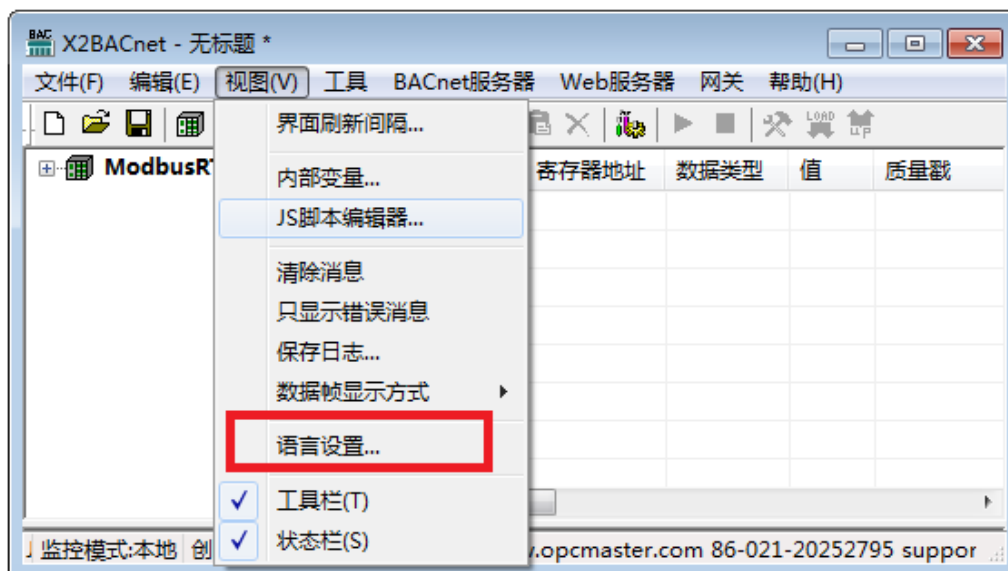 BAC
X2BACnet - 无标题 *
文件(F) 编辑(E) 视图(V) 工具 BACnet服务器 Web服务器 网关 帮助(H)
LOAD
UP
界面刷新间隔...
ModbusRT
寄存器地址 数据类型 值 质量戳
内部变量...
JS脚本编辑器...
清除消息
只显示错误消息
保存日志...
数据帧显示方式
语言设置...
工具栏(T)
状态栏(S)
监控模式:本地 创
.opcmaster.com 86-021-20252795 suppor